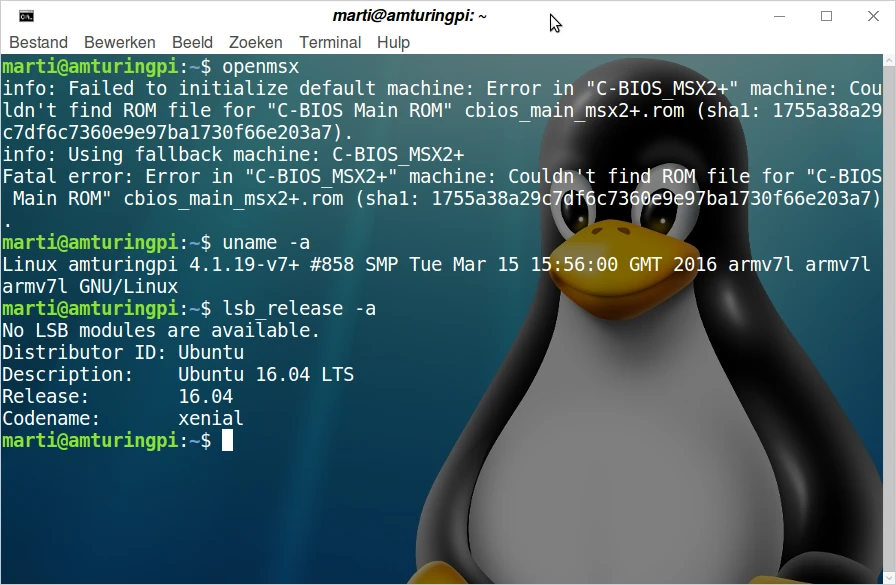 marti@amturingpi: ~
Bestand Bewerken Beeld Zoeken Terminal Hulp
marti@amturingpi:~$ openmsx
info: Failed to initialize default machine: Error in "C-BIOS_MSX2+" machine: Cou
ldn't find ROM file for "C-BIOS Main ROM" cbios_main_msx2+.rom (sha1: 1755a38a29
c7df6c7360e9e97ba1730f66e203a7).
info: Using fallback machine: C-BIOS_MSX2+
Fatal error: Error in "C-BIOS_MSX2+" machine: Couldn't find ROM file for "C-BIOS
 Main ROM" cbios_main_msx2+.rom (sha1: 1755a38a29c7df6c7360e9e97ba1730f66e203a7)
.
marti@amturingpi:~$ uname -a
Linux amturingpi 4.1.19-v7+ #858 SMP Tue Mar 15 15:56:00 GMT 2016 armv7l armv7l
armv7l GNU/Linux
marti@amturingpi:~$ lsb_release -a
No LSB modules are available.
Distributor ID: Ubuntu
Description:    Ubuntu 16.04 LTS
Release:        16.04
Codename:       xenial
marti@amturingpi:~$